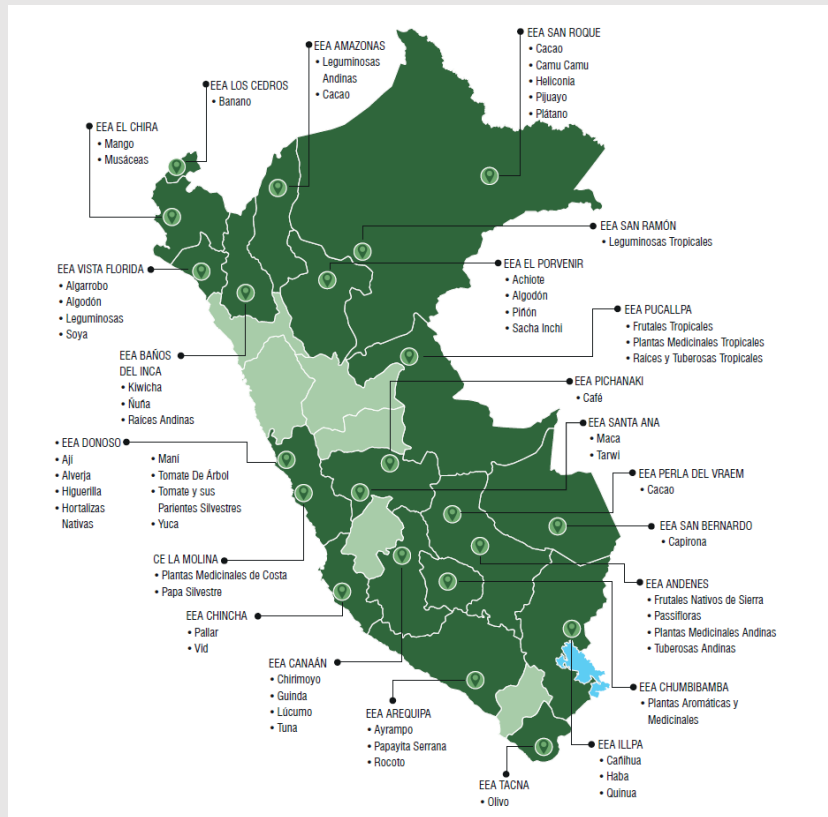 EEA SAN ROQUE
• Cacao
• Camu Camu
• Heliconia
• Pijuayo
• Plátano
EEA AMAZONAS
• Leguminosas
Andinas
• Cacao
EEA LOS CEDROS
• Banano
EEA EL CHIRA
• Mango
• Musáceas
EEA SAN RAMÓN
• Leguminosas Tropicales
EEA VISTA FLORIDA
• Algarrobo
• Algodón
• Leguminosas
• Soya
EEA EL PORVENIR
• Achiote
• Algodón
• Piñón
• Sacha Inchi
EEA PUCALLPA
• Frutales Tropicales
• Plantas Medicinales Tropicales
• Raíces y Tuberosas Tropicales
EEA BAÑOS
DEL INCA
• Kiwicha
• Ñuña
• Raíces Andinas
EEA PICHANAKI
• Café
EEA SANTA ANA
• Maca
• Tarwi
• EEA DONOSO
• Ají
• Alverja
• Higuerilla
• Hortalizas
Nativas
• Maní
• Tomate De Árbol
• Tomate y sus
Parientes Silvestres
• Yuca
EEA PERLA DEL VRAEM
• Cacao
EEA SAN BERNARDO
• Capirona
CE LA MOLINA
• Plantas Medicinales de Costa
• Papa Silvestre
EEA ANDENES
• Frutales Nativos de Sierra
• Passifloras
• Plantas Medicinales Andinas
• Tuberosas Andinas
EEA CHINCHA
• Pallar
• Vid
EEA CANAÁN
• Chirimoyo
• Guinda
• Lúcumo
• Tuna
EEA CHUMBIBAMBA
• Plantas Aromáticas y
Medicinales
EEA AREQUIPA
• Ayrampo
• Papayita Serrana
• Rocoto
EEA ILLPA
• Cañihua
• Haba
• Quinua
EEA TACNA
• Olivo